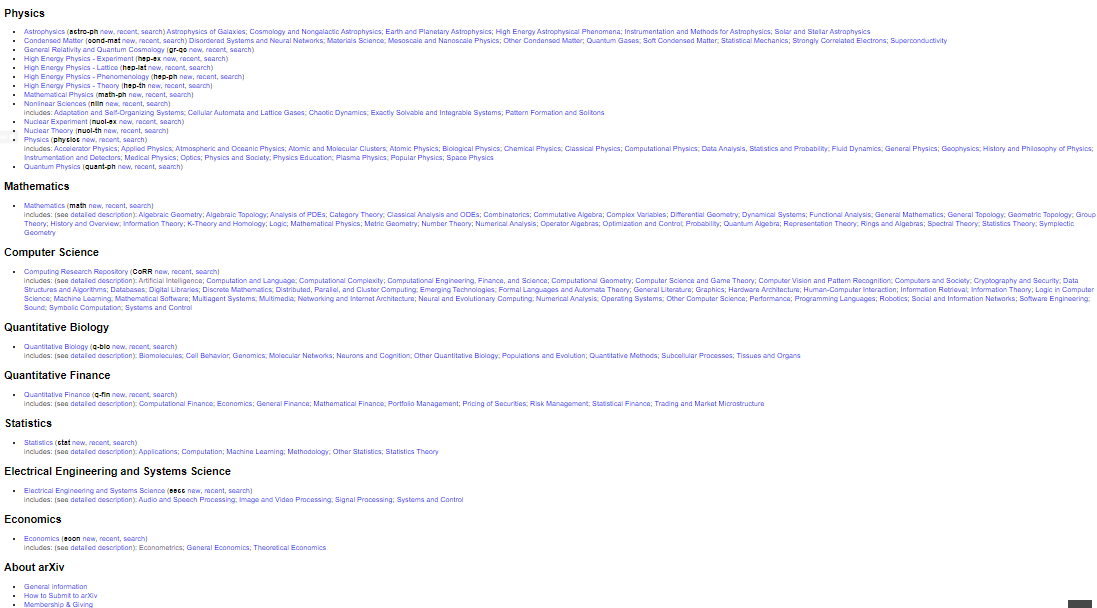 Physics
Astrophysics (astro-ph new, recent, search) Astrophysics of Galaxies; Cosmology and Nongalactic Astrophysics; Earth and Planetary Astrophysics; High Energy Astrophysical Phenomena; Instrumentation and Methods for Astrophysics; Solar and Stellar Astrophysics
Condensed Matter (cond-mat new, recent, search) Disordered Systems and Neural Networks; Materials Science; Mesoscale and Nanoscale Physics; Other Condensed Matter; Quantum Gases; Soft Condensed Matter; Statistical Mechanics; Strongly Correlated Electrons; Superconductivity
General Relativity and Quantum Cosmology (gr-qc new, recent, search)
High Energy Physics - Experiment (hep-ex new, recent, search)
High Energy Physics - Lattice (hep-lat new, recent, search)
High Energy Physics - Phenomenology (hep-ph new, recent, search)
High Energy Physics - Theory (hep-th new, recent, search)
Mathematical Physics (math-ph new, recent, search)
Nonlinear Sciences (nlin new, recent, search)
includes: Adaptation and Self-Organizing Systems; Cellular Automata and Lattice Gases; Chaotic Dynamics; Exactly Solvable and Integrable Systems; Pattern Formation and Solitons
Nuclear Experiment (nucl-ex new, recent, search)
Nuclear Theory (nucl-th new, recent, search)
Physics (physics new, recent, search)
includes: Accelerator Physics; Applied Physics; Atmospheric and Oceanic Physics; Atomic and Molecular Clusters; Atomic Physics; Biological Physics; Chemical Physics; Classical Physics; Computational Physics; Data Analysis, Statistics and Probability; Fluid Dynamics; General Physics; Geophysics; History and Philosophy of Physics;
Instrumentation and Detectors; Medical Physics; Optics; Physics and Society; Physics Education; Plasma Physics; Popular Physics; Space Physics
Quantum Physics (quant-ph new, recent, search)
Mathematics
Mathematics (math new, recent, search)
includes: (see detailed description): Algebraic Geometry; Algebraic Topology; Analysis of PDEs; Category Theory; Classical Analysis and ODEs; Combinatorics; Commutative Algebra; Complex Variables; Differential Geometry; Dynamical Systems; Functional Analysis; General Mathematics; General Topology; Geometric Topology; Group
Theory; History and Overview; Information Theory; K-Theory and Homology; Logic; Mathematical Physics; Metric Geometry; Number Theory; Numerical Analysis; Operator Algebras; Optimization and Control; Probability; Quantum Algebra; Representation Theory; Rings and Algebras; Spectral Theory; Statistics Theory; Symplectic
Geometry
Computer Science
Computing Research Repository (CoRR new, recent, search)
includes: (see detailed description): Artificial Intelligence; Computation and Language; Computational Complexity; Computational Engineering, Finance, and Science; Computational Geometry; Computer Science and Game Theory; Computer Vision and Pattern Recognition; Computers and Society; Cryptography and Security; Data
Structures and Algorithms; Databases; Digital Libraries; Discrete Mathematics; Distributed, Parallel, and Cluster Computing; Emerging Technologies; Formal Languages and Automata Theory; General Literature; Graphics; Hardware Architecture; Human-Computer Interaction; Information Retrieval; Information Theory; Logic in Computer
Science; Machine Learning; Mathematical Software; Multiagent Systems; Multimedia; Networking and Internet Architecture; Neural and Evolutionary Computing; Numerical Analysis; Operating Systems; Other Computer Science; Performance; Programming Languages; Robotics; Social and Information Networks; Software Engineering;
Sound; Symbolic Computation; Systems and Control
Quantitative Biology
Quantitative Biology (q-bio new, recent, search)
includes: (see detailed description): Biomolecules; Cell Behavior; Genomics; Molecular Networks; Neurons and Cognition; Other Quantitative Biology; Populations and Evolution; Quantitative Methods; Subcellular Processes; Tissues and Organs
Quantitative Finance
Quantitative Finance (q-fin new, recent, search)
includes: (see detailed description): Computational Finance; Economics; General Finance; Mathematical Finance; Portfolio Management; Pricing of Securities; Risk Management; Statistical Finance; Trading and Market Microstructure
Statistics
Statistics (stat new, recent, search)
includes: (see detailed description): Applications; Computation; Machine Learning; Methodology; Other Statistics; Statistics Theory
Electrical Engineering and Systems Science
Electrical Engineering and Systems Science (eess new, recent, search)
includes: (see detailed description): Audio and Speech Processing; Image and Video Processing; Signal Processing; Systems and Control
Economics
Economics (econ new, recent, search)
includes: (see detailed description): Econometrics; General Economics; Theoretical Economics
About arXiv
General information
How to Submit to arXiv
Membership & Giving